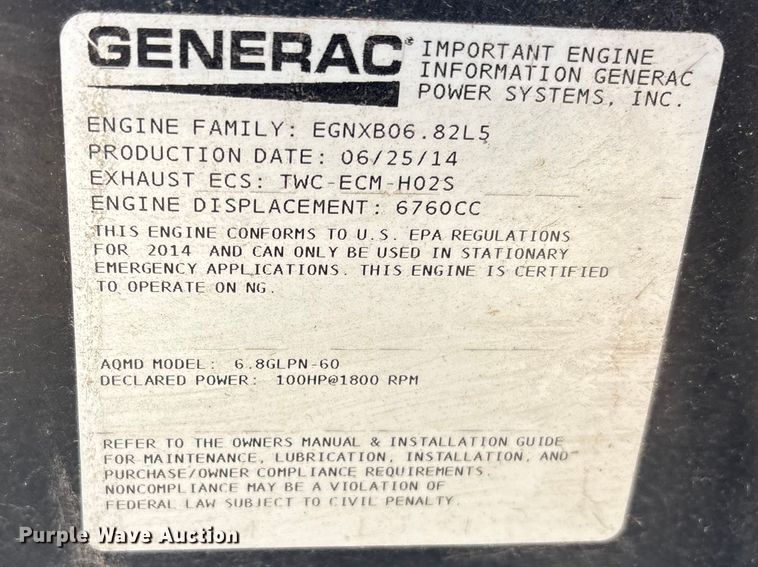 GENERAC®
IMPORTANT ENGINE
INFORMATION GENERAC
POWER SYSTEMS, INC.
ENGINE FAMILY: EGNXB06.82L5
PRODUCTION DATE: 06/25/14
EXHAUST ECS: TWC-ECM-HO2S
ENGINE DISPLACEMENT: 6760CC
THIS ENGINE CONFORMS TO U.S. EPA REGULATIONS
FOR 2014 AND CAN ONLY BE USED IN STATIONARY
EMERGENCY APPLICATIONS. THIS ENGINE IS CERTIFIED
TO OPERATE ON NG.
AQMD MODEL: 6.8GLPN-60
DECLARED POWER: 100HP@1800 RPM
REFER TO THE OWNERS MANUAL & INSTALLATION GUIDE
FOR MAINTENANCE, LUBRICATION, INSTALLATION, AND
PURCHASE/OWNER COMPLIANCE REQUIREMENTS.
NONCOMPLIANCE MAY BE A VIOLATION OF
FEDERAL LAW SUBJECT TO CIVIL PENALTY.
Purple Wave Auction